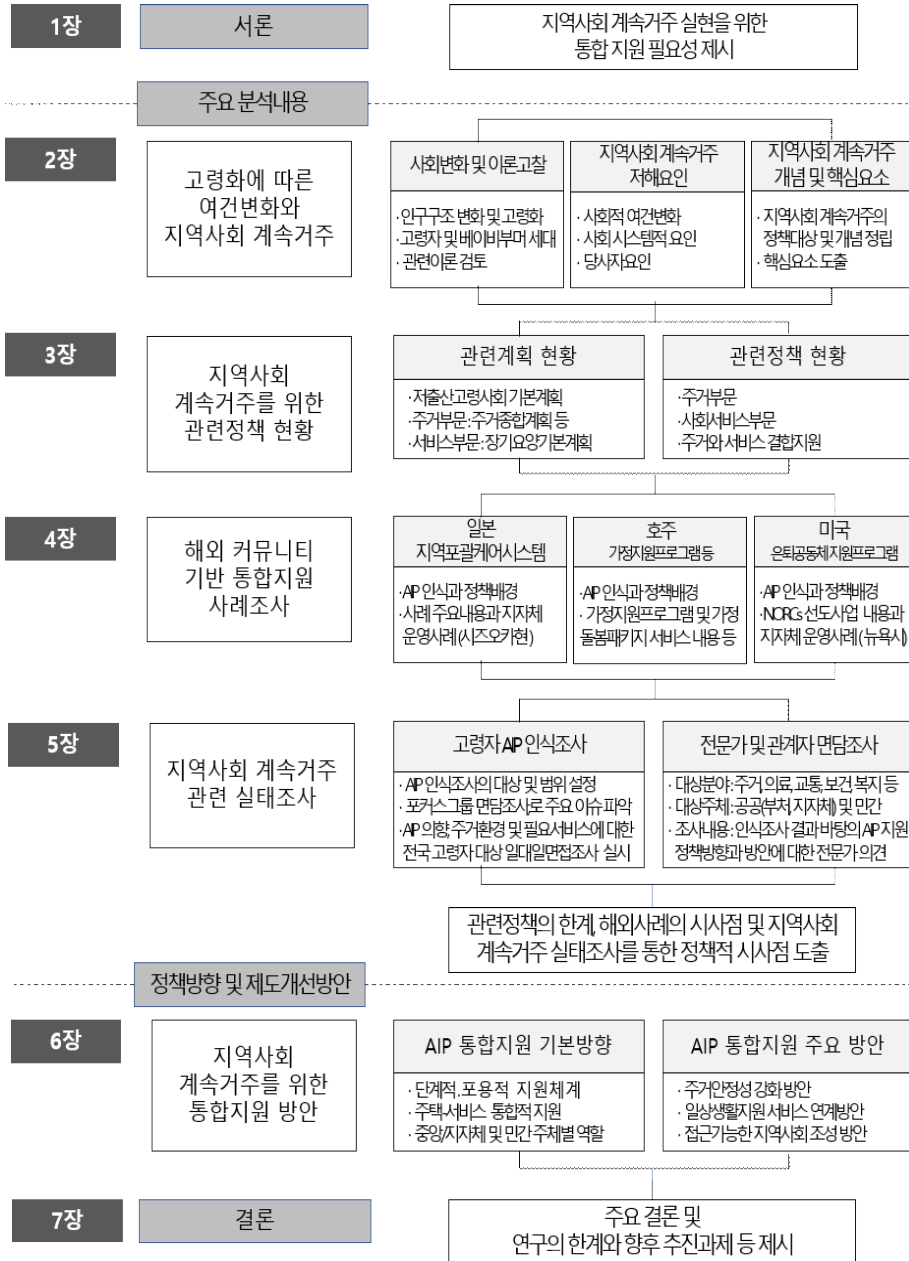 1장
서론
지역사회 계속거주 실현을 위한
통합 지원 필요성 제시
주요 분석내용
2장
고령화에 따른
여건변화와
지역사회 계속거주
사회변화 및 이론고찰
· 인구구조 변화 및 고령화
· 고령자 및 베이비부머 세대
· 관련이론 검토
지역사회 계속거주
저해요인
· 사회적 여건변화
· 사회 시스템적 요인
· 당사자요인
지역사회 계속거주
개념 및 핵심요소
· 지역사회 계속거주의
정책대상 및 개념 정립
· 핵심요소 도출
3장
지역사회
계속거주를 위한
관련정책 현황
관련계획 현황
· 저출산고령사회 기본계획
· 주거부문 : 주거종합계획 등
· 서비스부문 : 장기요양기본계획
관련정책 현황
· 주거부문
· 사회서비스부문
· 주거와 서비스 결합지원
4장
해외 커뮤니티
기반 통합지원
사례조사
일본
지역포괄케어시스템
· AIP 인식과 정책배경
· 사례 주요내용과 지자체
운영사례 (시즈오카현)
호주
가정지원프로그램 등
· AIP 인식과 정책배경
· 가정지원프로그램 및 가정
돌봄패키지 서비스 내용 등
미국
은퇴공동체 지원프로그램
· AIP 인식과 정책배경
· NORCs 선도사업 내용과
지자체 운영사례 (뉴욕시)
5장
지역사회 계속거주
관련 실태조사
고령자 AIP 인식조사
· AIP 인식조사의 대상 및 범위 설정
· 포커스그룹 면담조사로 주요 이슈 파악
· AIP 의향, 주거환경 및 필요서비스에 대한
전국 고령자 대상 일대일면접조사 실시
전문가 및 관계자 면담조사
· 대상분야 : 주거, 의료, 교통, 보건, 복지 등
· 대상주체 : 공공(부처, 지자체) 및 민간
· 조사내용 : 인식조사 결과 바탕의 AIP 지원
정책방향과 방안에 대한 전문가 의견
관련정책의 한계, 해외사례의 시사점 및 지역사회
계속거주 실태조사를 통한 정책적 시사점 도출
정책방향 및 제도개선방안
6장
지역사회
계속거주를 위한
통합지원 방안
AIP 통합지원 기본방향
· 단계적·포용적 지원체계
· 주택·서비스 통합적 지원
· 중앙/지자체 및 민간 주체별 역할
AIP 통합지원 주요 방안
· 주거안정성 강화 방안
· 일상생활지원 서비스 연계방안
· 접근가능한 지역사회 조성 방안
7장
결론
주요 결론 및
연구의 한계와 향후 추진과제 등 제시